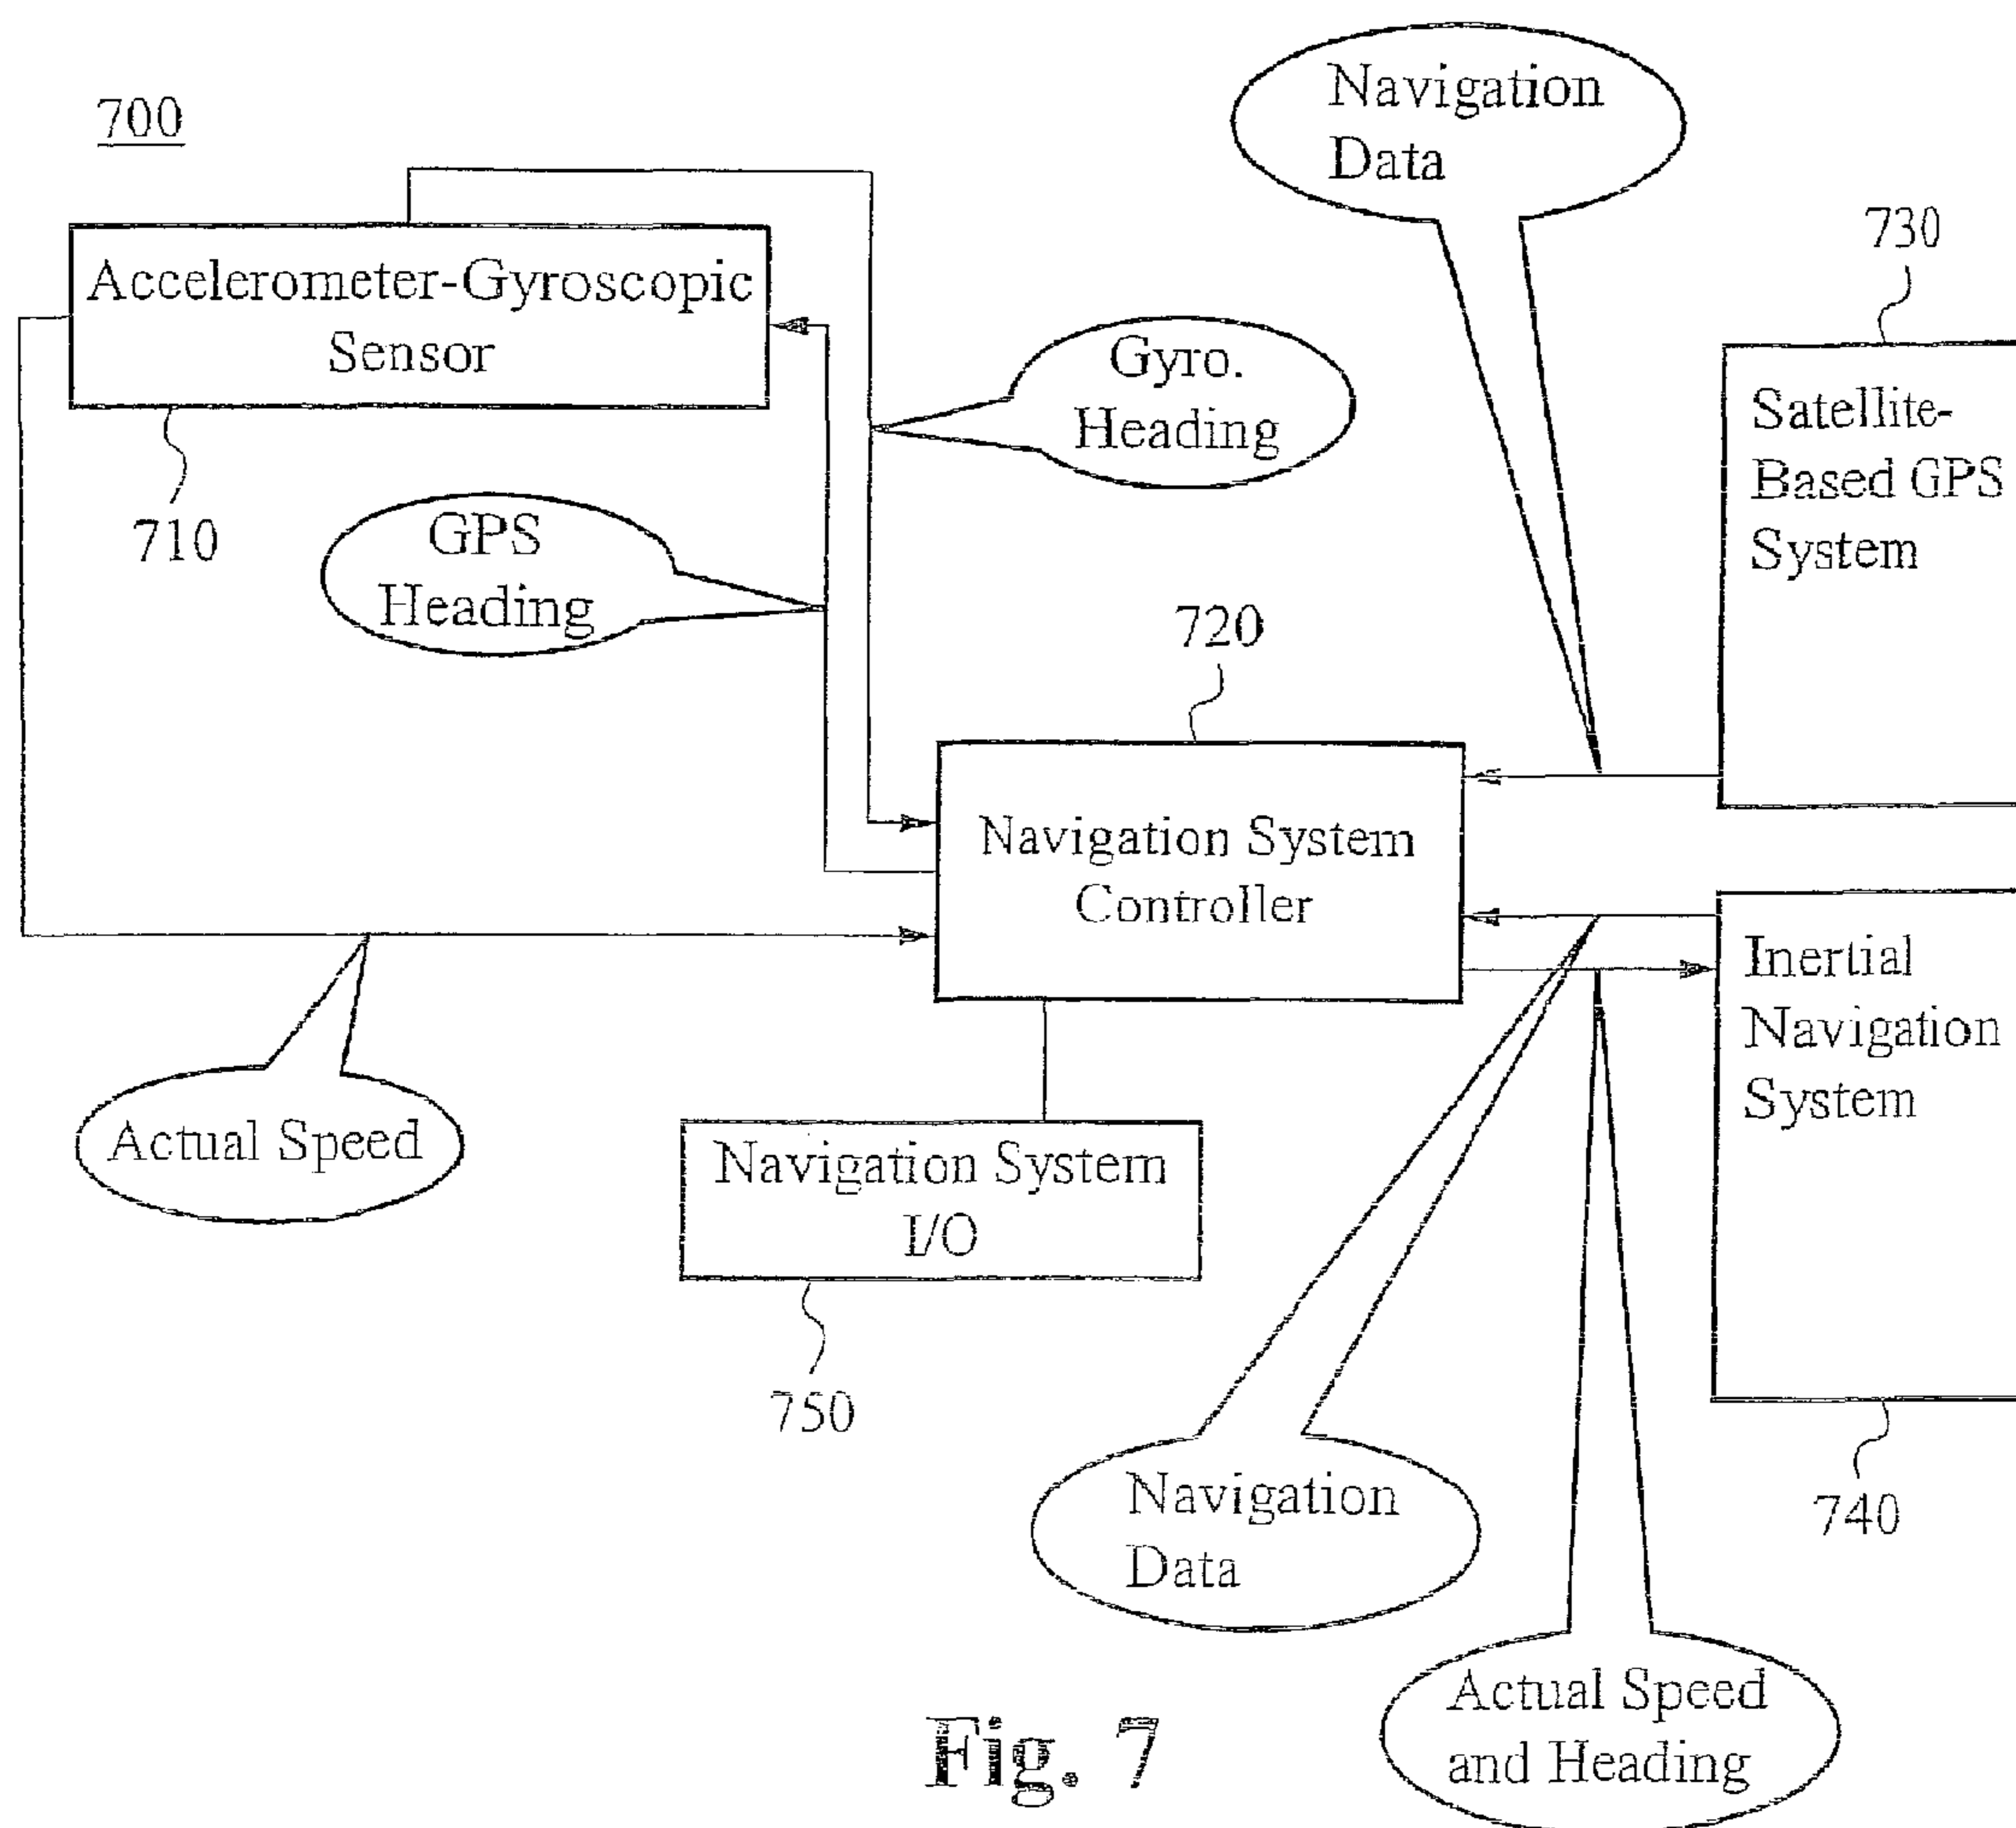 700
Navigation
Data
730
Accelerometer-Gyroscopic
Sensor
710
Gyro.
Heading
GPS
Heading
Satellite-
Based GPS
System
720
Navigation System
Controller
Inertial
Navigation
System
Actual Speed
Navigation System
I/O
750
Navigation
Data
740
Actual Speed
and Heading
Fig. 7